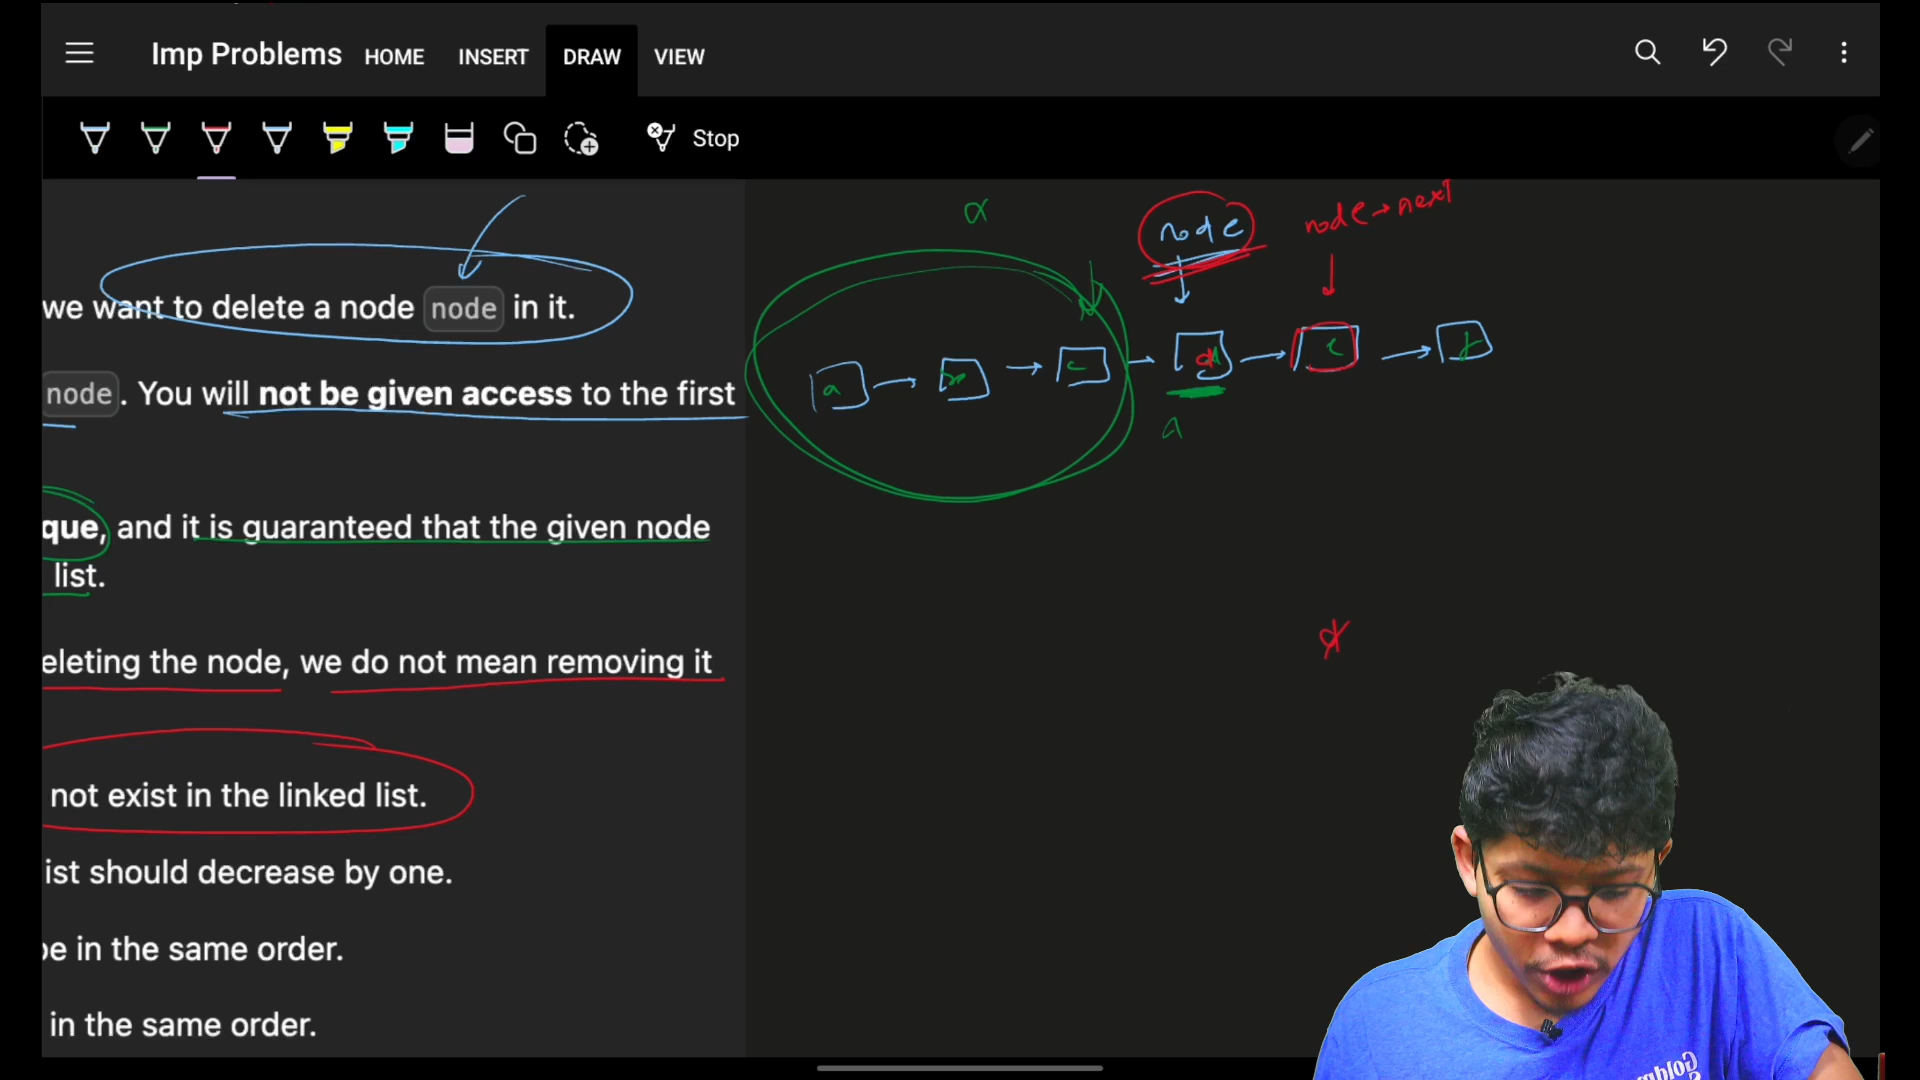 Imp Problems HOME INSERT DRAW VIEW
Stop
we want to delete a node node in it.
node. You will not be given access to the first
que, and it is guaranteed that the given node
list.
eleting the node, we do not mean removing it
not exist in the linked list.
ist should decrease by one.
be in the same order.
in the same order.
node
node→next
a
c